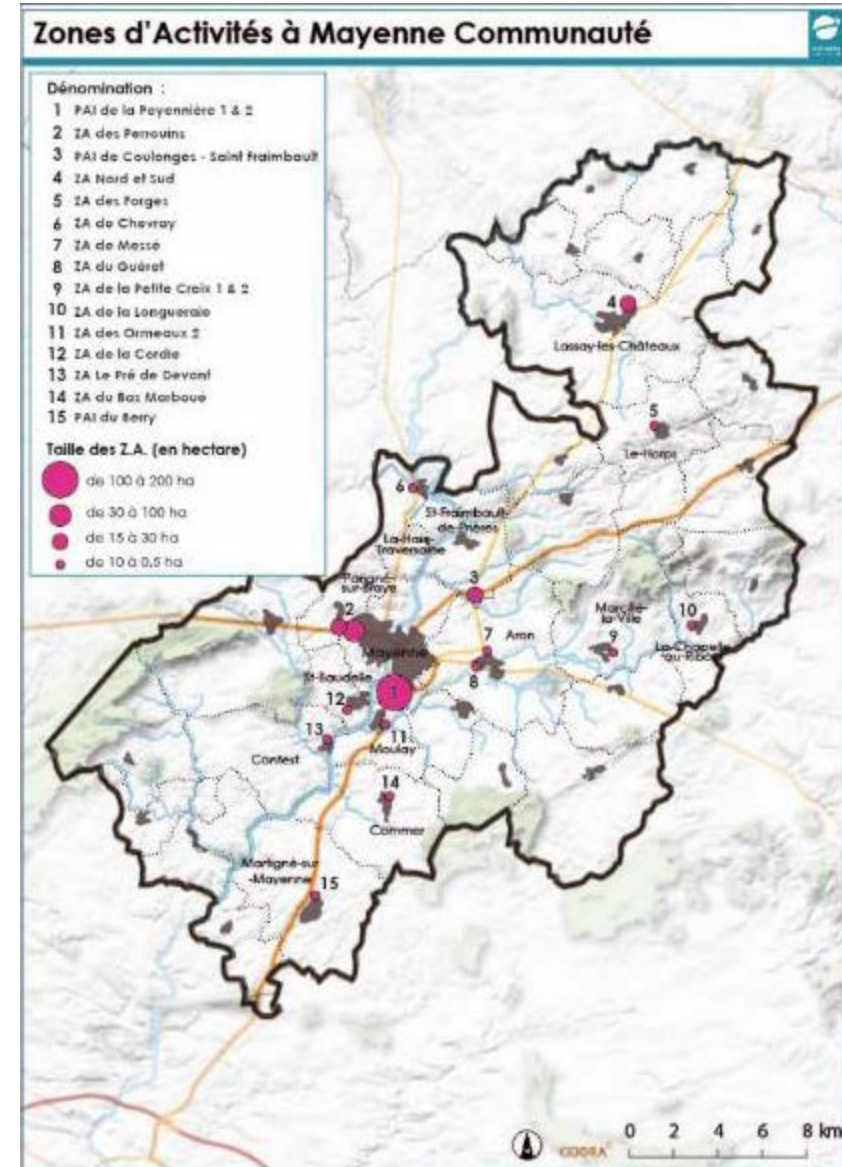 Zones d'Activités à Mayenne Communauté
Dénomination :
1 PAI de la Peyennière 1 & 2
2 ZA des Perrouins
3 PAI de Coulonges - Saint Fraimbault
4 ZA Nord et Sud
5 ZA des Forges
6 ZA de Chevray
7 ZA de Messé
8 ZA du Guéret
9 ZA de la Petite Croix 1 & 2
10 ZA de la Longueraie
11 ZA des Ormeaux 2
12 ZA de la Cordie
13 ZA Le Pré de Devant
14 ZA du Bas Marboué
15 PAI du Berry
Taille des Z.A. (en hectare)
de 100 à 200 ha
de 30 à 100 ha
de 15 à 30 ha
de 10 à 0,5 ha
4
Lassay-les-Châteaux
5
Le-Horps
6
St-Fraimbault-
de-Prières
La-Haie-
Traversaine
3
Parigné-
sur-Braye
2
Mayenne
7
Aron
8
Marcillé-
la-Ville
9
10
La-Chapelle-
au-Riboul
St-Baudelle
1
12
11
Moulay
13
Contest
14
Commer
Martigné-sur
-Mayenne
15
0 2 4 6 8 km